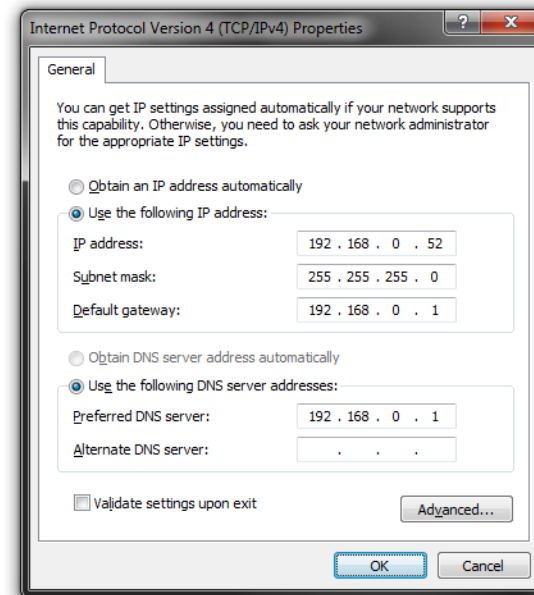 Internet Protocol Version 4 (TCP/IPv4) Properties
?
General
You can get IP settings assigned automatically if your network supports
this capability. Otherwise, you need to ask your network administrator
for the appropriate IP settings.
Obtain an IP address automatically
Use the following IP address:
IP address: 192 . 168 . 0 . 52
Subnet mask: 255 . 255 . 255 . 0
Default gateway: 192 . 168 . 0 . 1
Obtain DNS server address automatically
Use the following DNS server addresses:
Preferred DNS server: 192 . 168 . 0 . 1
Alternate DNS server: . . .
Validate settings upon exit
Advanced...
OK Cancel